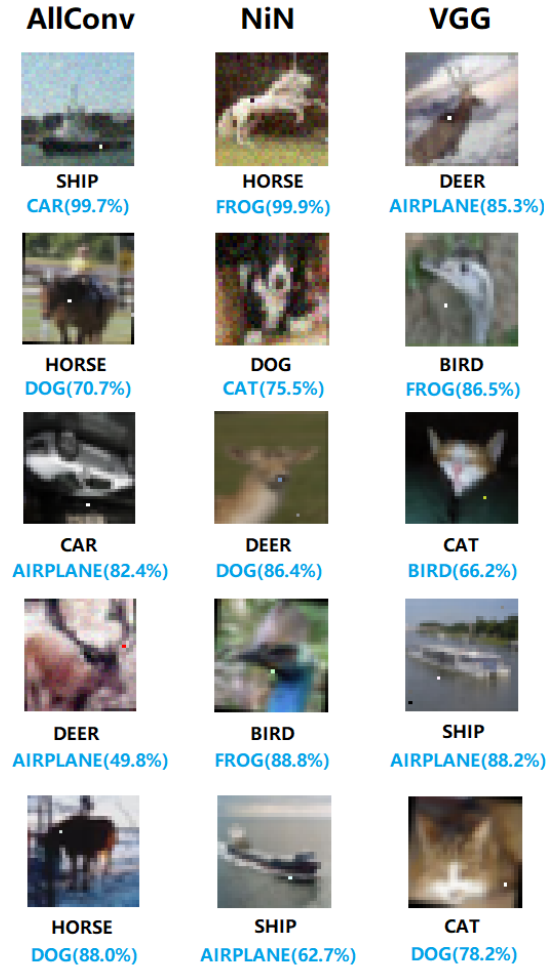 AllConv NiN VGG
SHIP HORSE DEER
CAR(99.7%) FROG(99.9%) AIRPLANE(85.3%)
HORSE DOG BIRD
DOG(70.7%) CAT(75.5%) FROG(86.5%)
CAR DEER CAT
AIRPLANE(82.4%) DOG(86.4%) BIRD(66.2%)
DEER BIRD SHIP
AIRPLANE(49.8%) FROG(88.8%) AIRPLANE(88.2%)
HORSE SHIP CAT
DOG(88.0%) AIRPLANE(62.7%) DOG(78.2%)